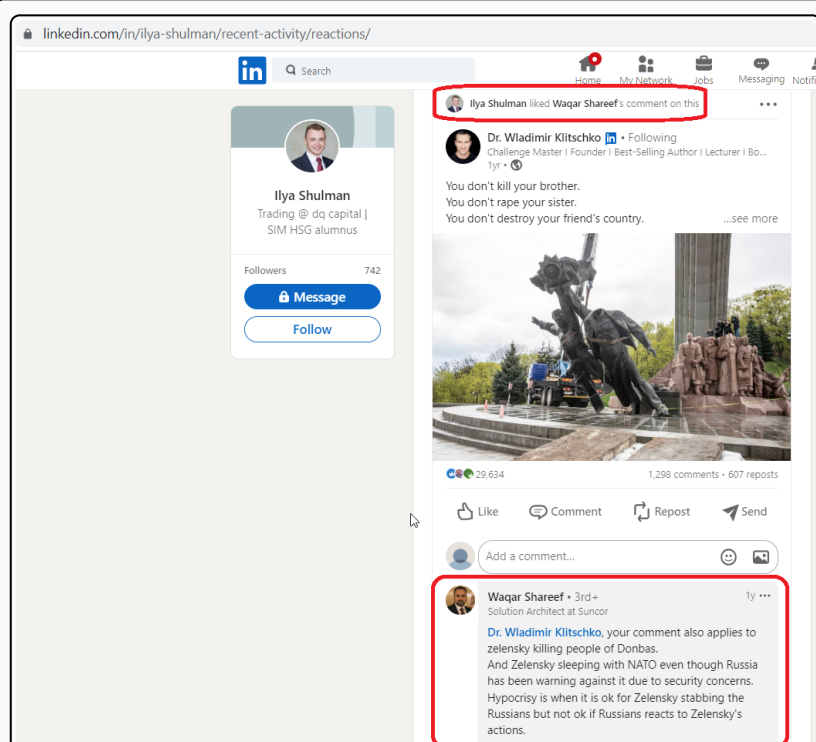 linkedin.com/in/ilya-shulman/recent-activity/reactions/
in
Search
Home
My Network
Jobs
Messaging
Ilya Shulman liked Waqar Shareef's comment on this
Dr. Wladimir Klitschko in • Following
Challenge Master I Founder I Best-Selling Author I Lecturer I Bo...
1yr •
You don't kill your brother.
You don't rape your sister.
You don't destroy your friend's country.
...see more
Ilya Shulman
Trading @ dq capital |
SIM HSG alumnus
Followers 742
Message
Follow
29,634
1,298 comments • 607 reposts
Like
Comment
Repost
Send
Add a comment...
Waqar Shareef • 3rd+
1y
Solution Architect at Suncor
Dr. Wladimir Klitschko, your comment also applies to
zelensky killing people of Donbas.
And Zelensky sleeping with NATO even though Russia
has been warning against it due to security concerns.
Hypocrisy is when it is ok for Zelensky stabbing the
Russians but not ok if Russians reacts to Zelensky's
actions.